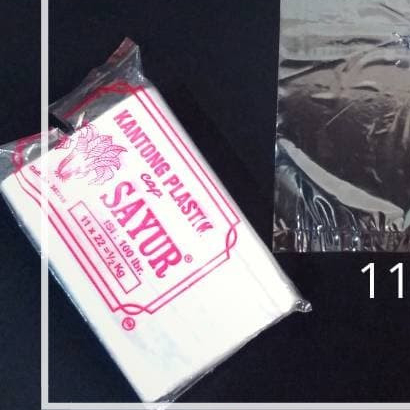 KANTONG PLASTIK
cap
SAYUR®
ISI : 100 lbr.
11 x 22 = ½ Kg
11